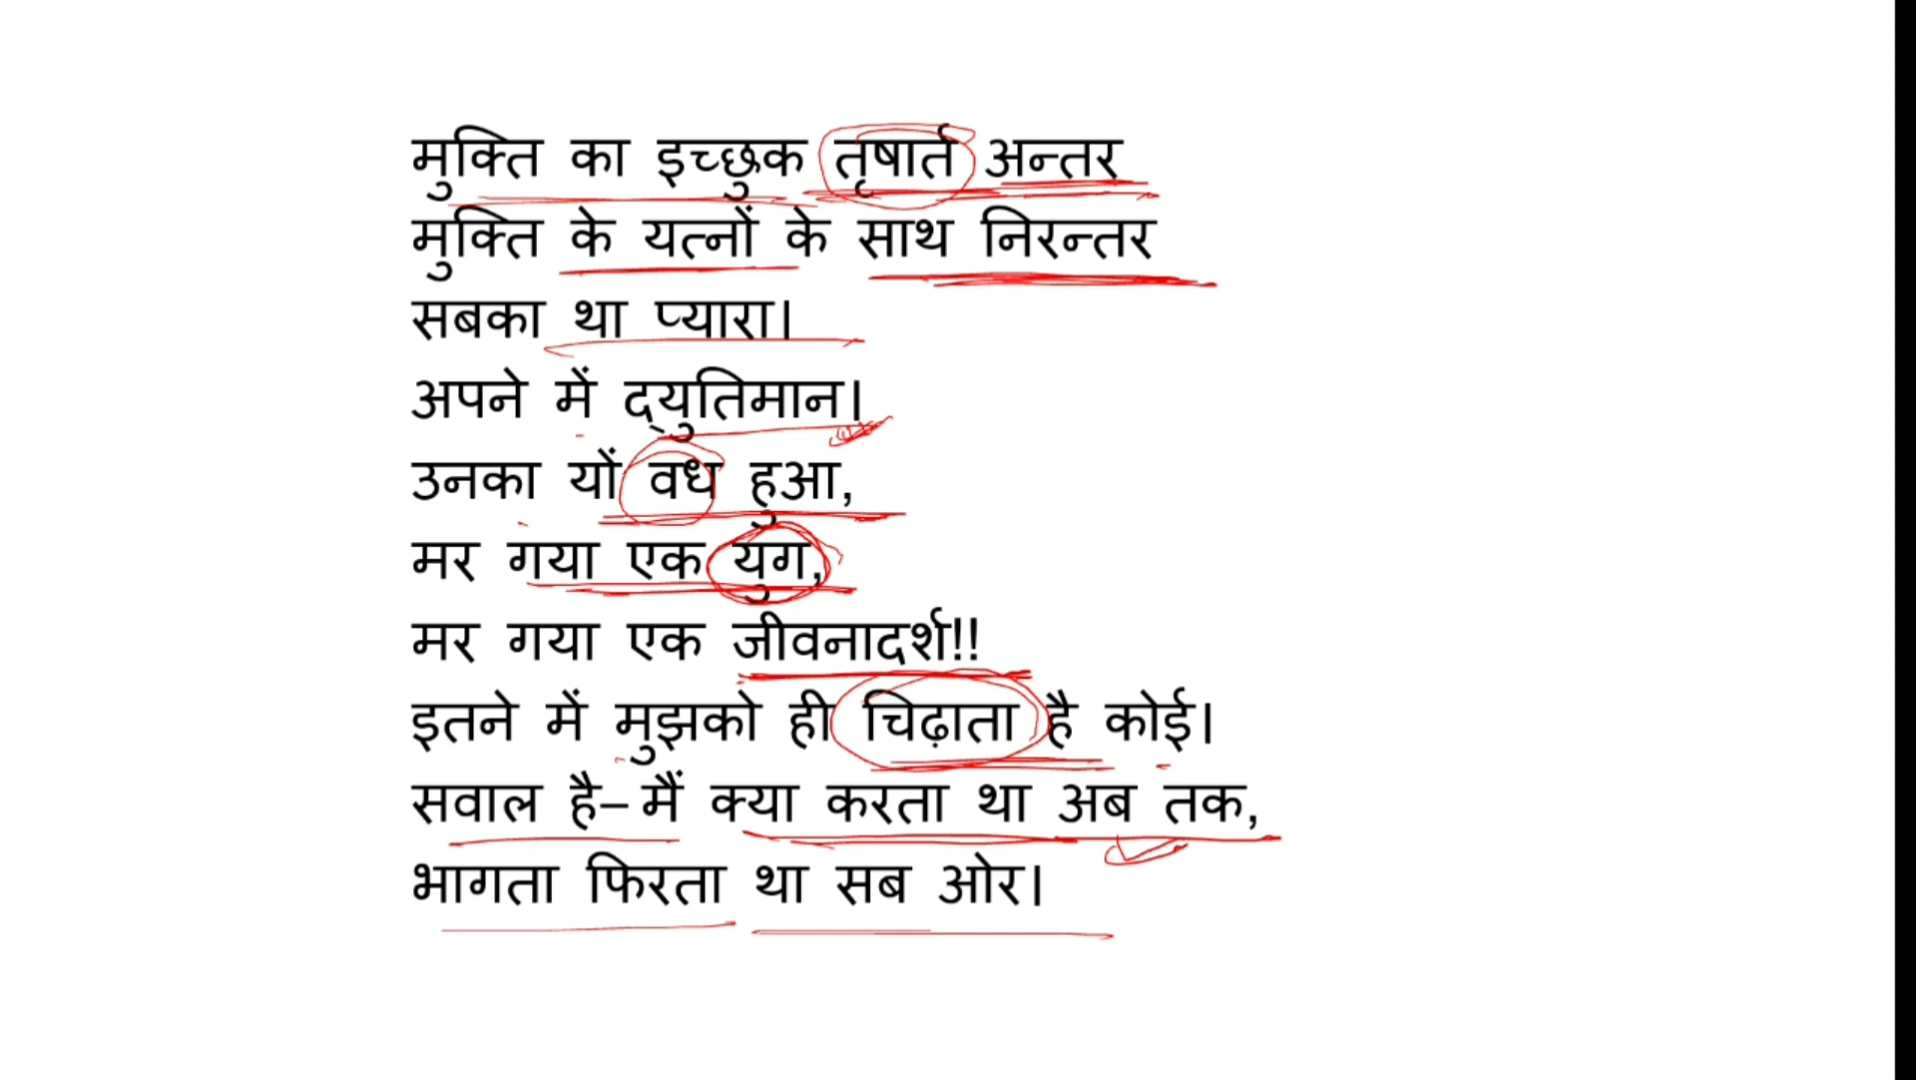 मुक्ति का इच्छुक तृषार्त अन्तर
मुक्ति के यत्नों के साथ निरन्तर
सबका था प्यारा।
अपने में द्युतिमान।
उनका यों वध हुआ,
मर गया एक युग,
मर गया एक जीवनादर्श!!
इतने में मुझको ही चिढ़ाता है कोई।
सवाल है– मैं क्या करता था अब तक,
भागता फिरता था सब ओर।